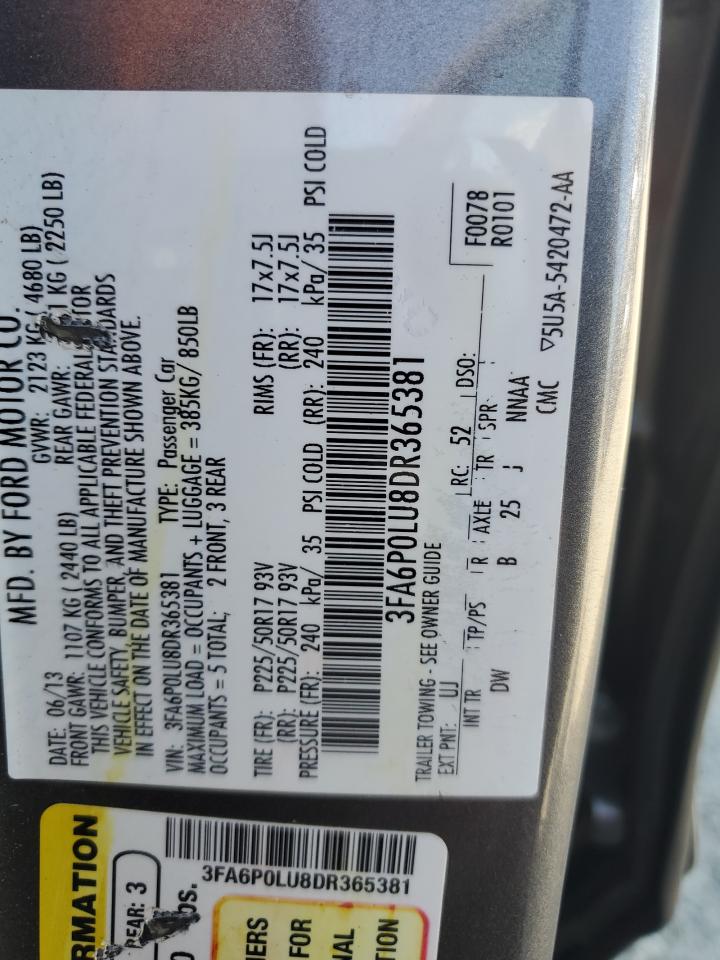 MFD. BY FORD MOTOR CO.
DATE: 06/13 GVWR: 2123 KG 4680 LB)
FRONT GAWR: 1107 KG ( 2440 LB) REAR GAWR: 1 KG ( 2250 LB)
THIS VEHICLE CONFORMS TO ALL APPLICABLE FEDERAL
VEHICLE SAFETY, BUMPER, AND THEFT PREVENTION STANDARDS
IN EFFECT ON THE DATE OF MANUFACTURE SHOWN ABOVE.
VIN: 3FA6P0LU8DR365381 TYPE: Passenger Car
MAXIMUM LOAD = OCCUPANTS + LUGGAGE = 385KG/ 850LB
OCCUPANTS = 5 TOTAL; 2 FRONT, 3 REAR
TIRE (FR): P225/50R17 93V RIMS (FR): 17x7.5J
(RR): P225/50R17 93V (RR): 17x7.5J
PRESSURE (FR): 240 kPa/ 35 PSI COLD (RR): 240 kPa/ 35 PSI COLD
3FA6P0LU8DR365381
TRAILER TOWING - SEE OWNER GUIDE
EXT PNT: UJ RC: 52 DSO: F0078
R0101
INT TR TP/PS R AXLE TR SPR
DW B 25 J NNAA
CMC ▽5U5A-5420472-AA
RMATION
REAR: 3
3FA6P0LU8DR365381